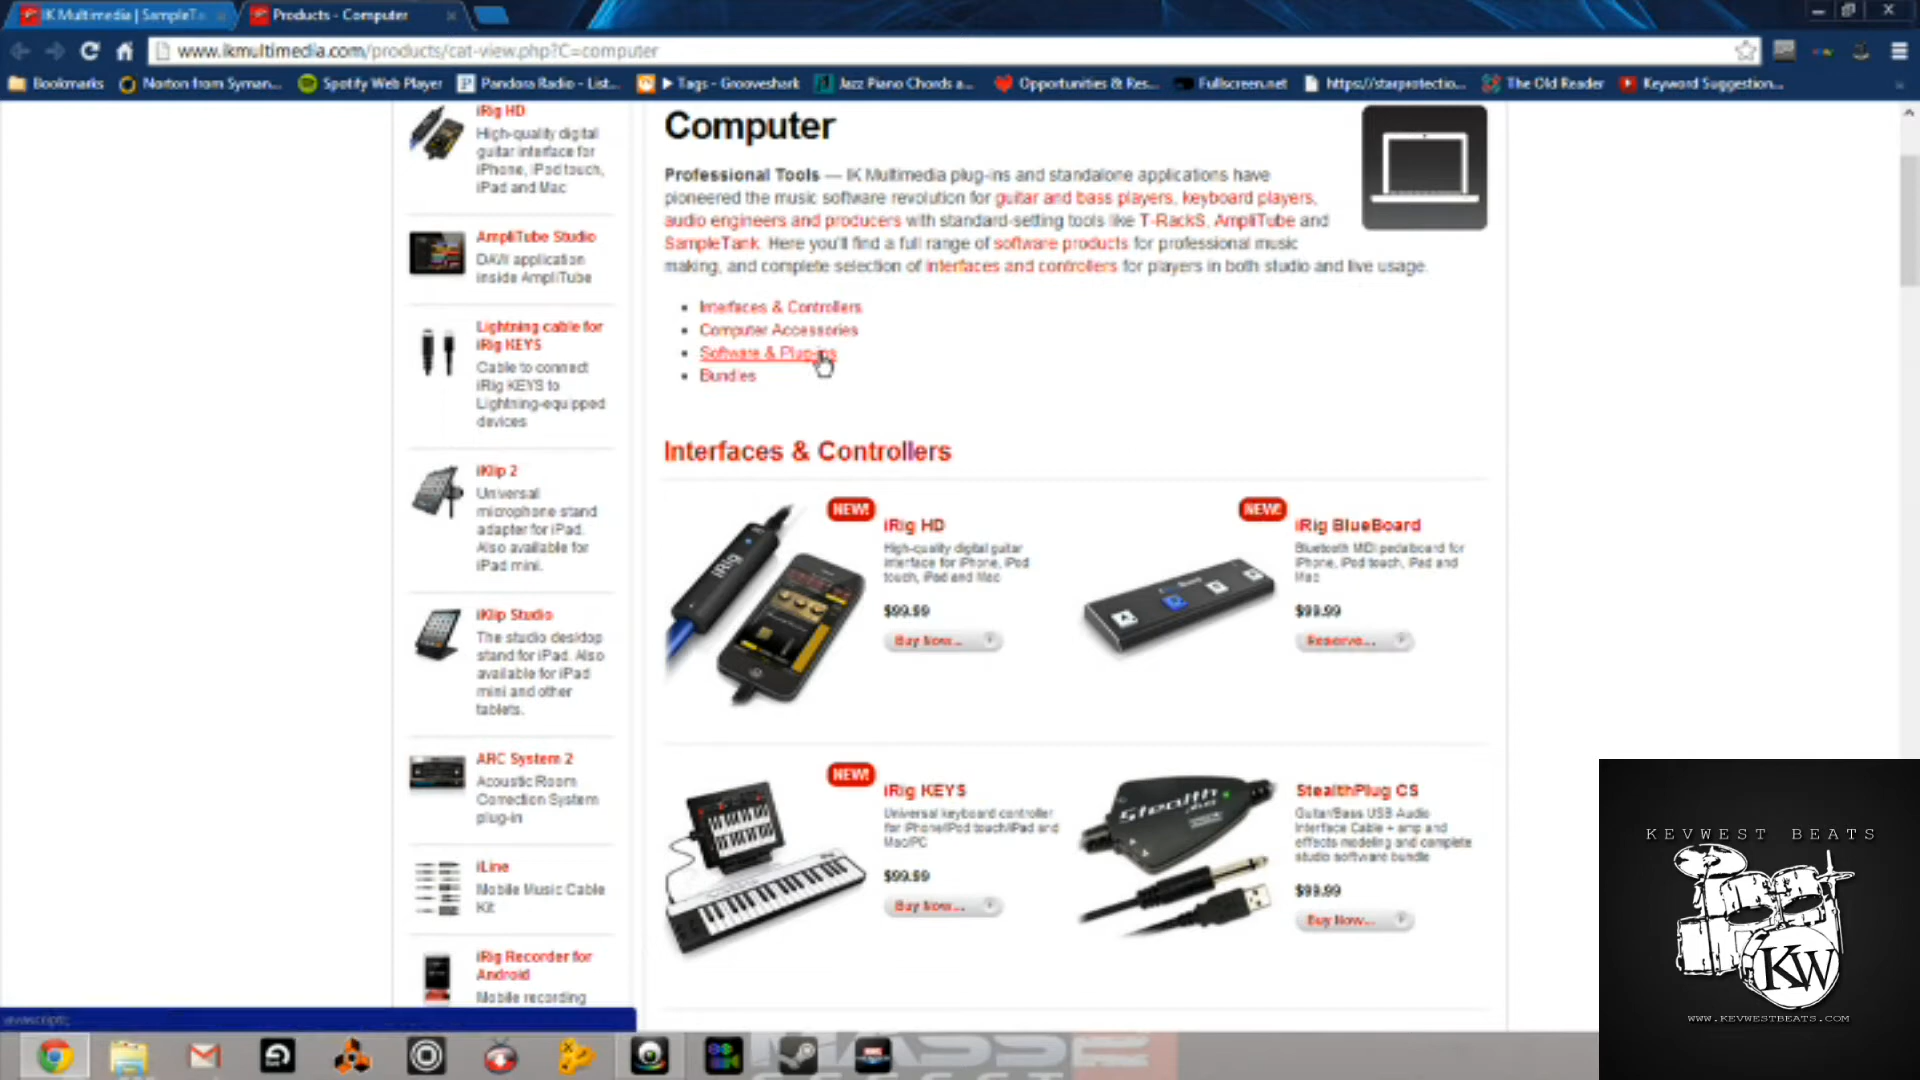 IK Multimedia | SampleTa
Products - Computer
www.ikmultimedia.com/products/cat-view.php?C=computer
Bookmarks
Norton from Syman...
Spotify Web Player
Pandora Radio - List...
Tags - Grooveshark
Jazz Piano Chords a...
Opportunities & Res...
Fullscreen.net
https://starprotectio...
The Old Reader
Keyword Suggestion...
iRig HD
High-quality digital
guitar interface for
iPhone, iPod touch,
iPad and Mac
AmpliTube Studio
DAW application
inside AmpliTube
Lightning cable for
iRig KEYS
Cable to connect
iRig KEYS to
Lightning-equipped
devices
iKlip 2
Universal
microphone stand
adapter for iPad.
Also available for
iPad mini.
iKlip Studio
The studio desktop
stand for iPad. Also
available for iPad
mini and other
tablets.
ARC System 2
Acoustic Room
Correction System
plug-in
iLine
Mobile Music Cable
Kit
iRig Recorder for
Android
Mobile recording
Computer
Professional Tools — IK Multimedia plug-ins and standalone applications have
pioneered the music software revolution for guitar and bass players, keyboard players,
audio engineers and producers with standard-setting tools like T-RackS, AmpliTube and
SampleTank. Here you'll find a full range of software products for professional music
making, and complete selection of interfaces and controllers for players in both studio and live usage.
Interfaces & Controllers
Computer Accessories
Software & Plug-ins
Bundles
Interfaces & Controllers
NEW!
iRig HD
High-quality digital guitar
interface for iPhone, iPod
touch, iPad and Mac
$99.99
Buy Now...
iRig
NEW!
iRig BlueBoard
Bluetooth MIDI pedalboard for
iPhone, iPod touch, iPad and
Mac
$99.99
Reserve...
NEW!
iRig KEYS
Universal keyboard controller
for iPhone/iPod touch/iPad and
Mac/PC
$99.99
Buy Now...
Stealth
plug
StealthPlug CS
Guitar/Bass USB Audio
Interface Cable + amp and
effects modeling and complete
studio software bundle
$99.99
Buy Now...
KEVWEST BEATS
KW
WWW.KEVWESTBEATS.COM